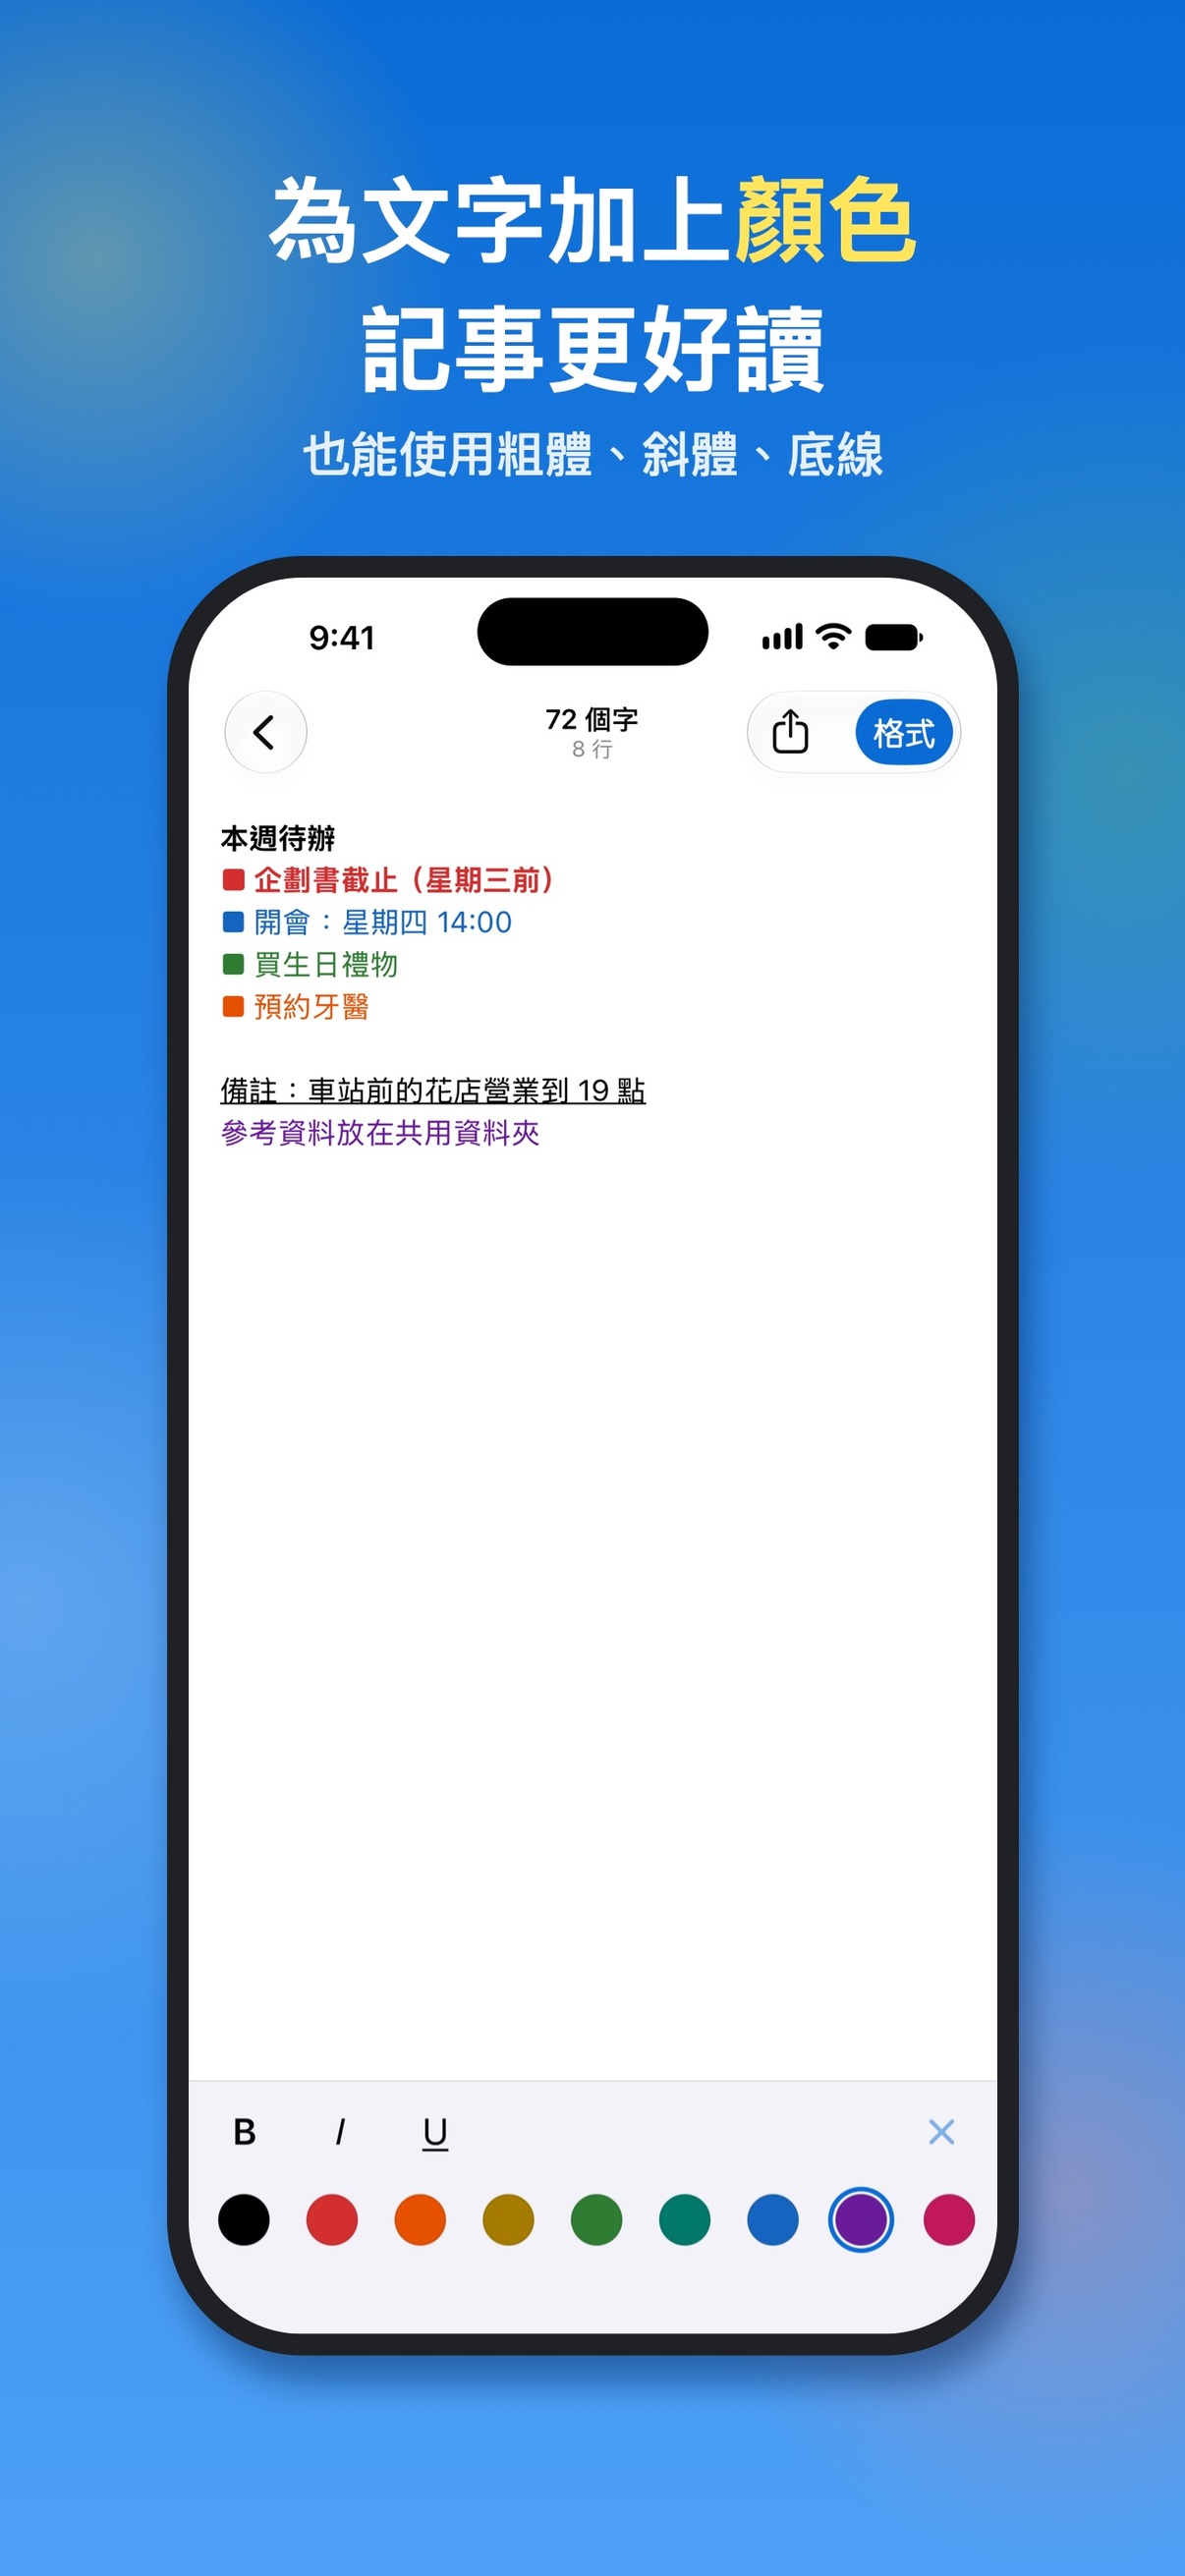 為文字加上顏色
記事更好讀
也能使用粗體、斜體、底線
9:41
72 個字
8 行
格式
本週待辦
■ 企劃書截止（星期三前）
■ 開會：星期四 14:00
■ 買生日禮物
■ 預約牙醫
備註：車站前的花店營業到 19 點
參考資料放在共用資料夾
B I U